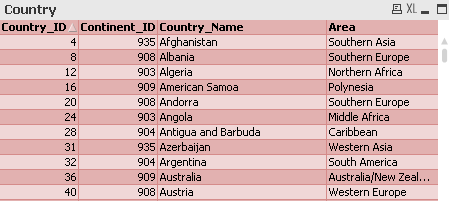 Country XL
Country_ID Continent_ID Country_Name Area
4 935 Afghanistan Southern Asia
8 908 Albania Southern Europe
12 903 Algeria Northern Africa
16 909 American Samoa Polynesia
20 908 Andorra Southern Europe
24 903 Angola Middle Africa
28 904 Antigua and Barbuda Caribbean
31 935 Azerbaijan Western Asia
32 904 Argentina South America
36 909 Australia Australia/New Zeal...
40 908 Austria Western Europe